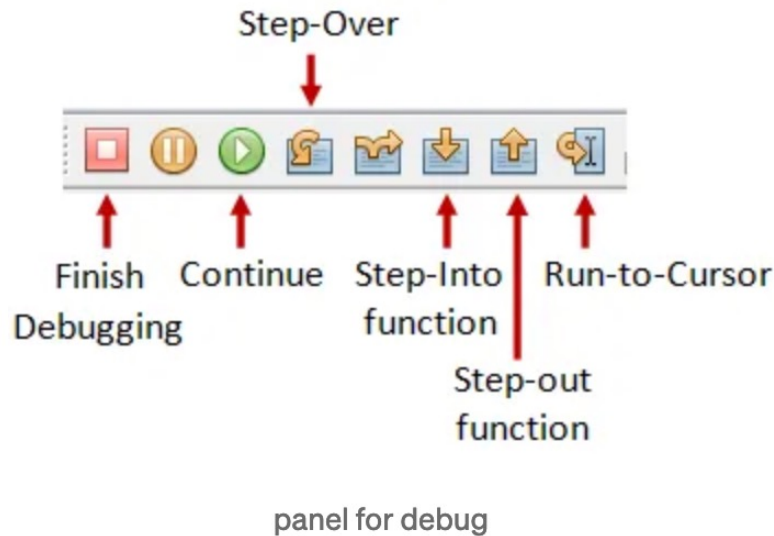 Step-Over
Finish
Debugging
Continue
Step-Into
function
Step-out
function
Run-to-Cursor
panel for debug